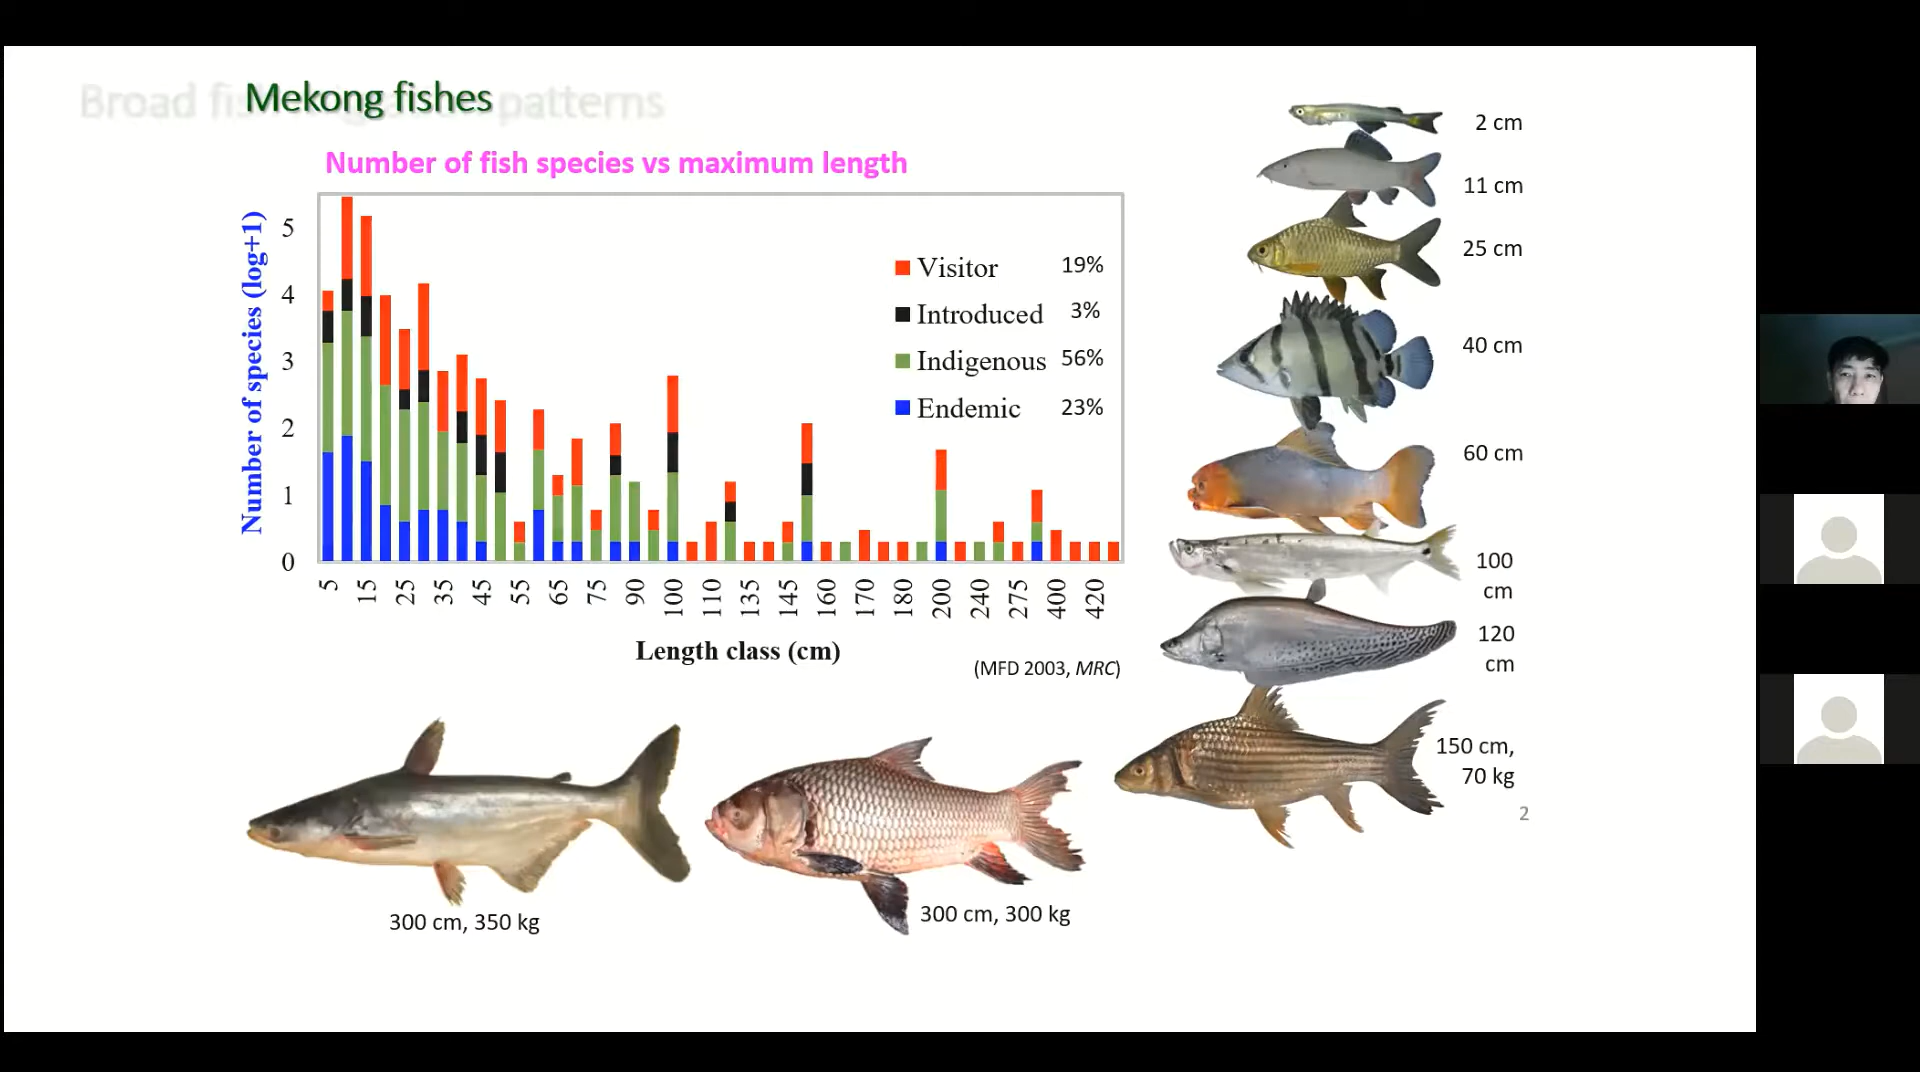 Broad fis patterns
Mekong fishes
Number of fish species vs maximum length
Number of species (log+1)
5
4
3
2
1
0
Visitor 19%
Introduced 3%
Indigenous 56%
Endemic 23%
5 15 25 35 45 55 65 75 90 100 110 135 145 160 170 180 200 240 275 400 420
Length class (cm)
(MFD 2003, MRC)
2 cm
11 cm
25 cm
40 cm
60 cm
100
cm
120
cm
150 cm,
70 kg
2
300 cm, 350 kg
300 cm, 300 kg